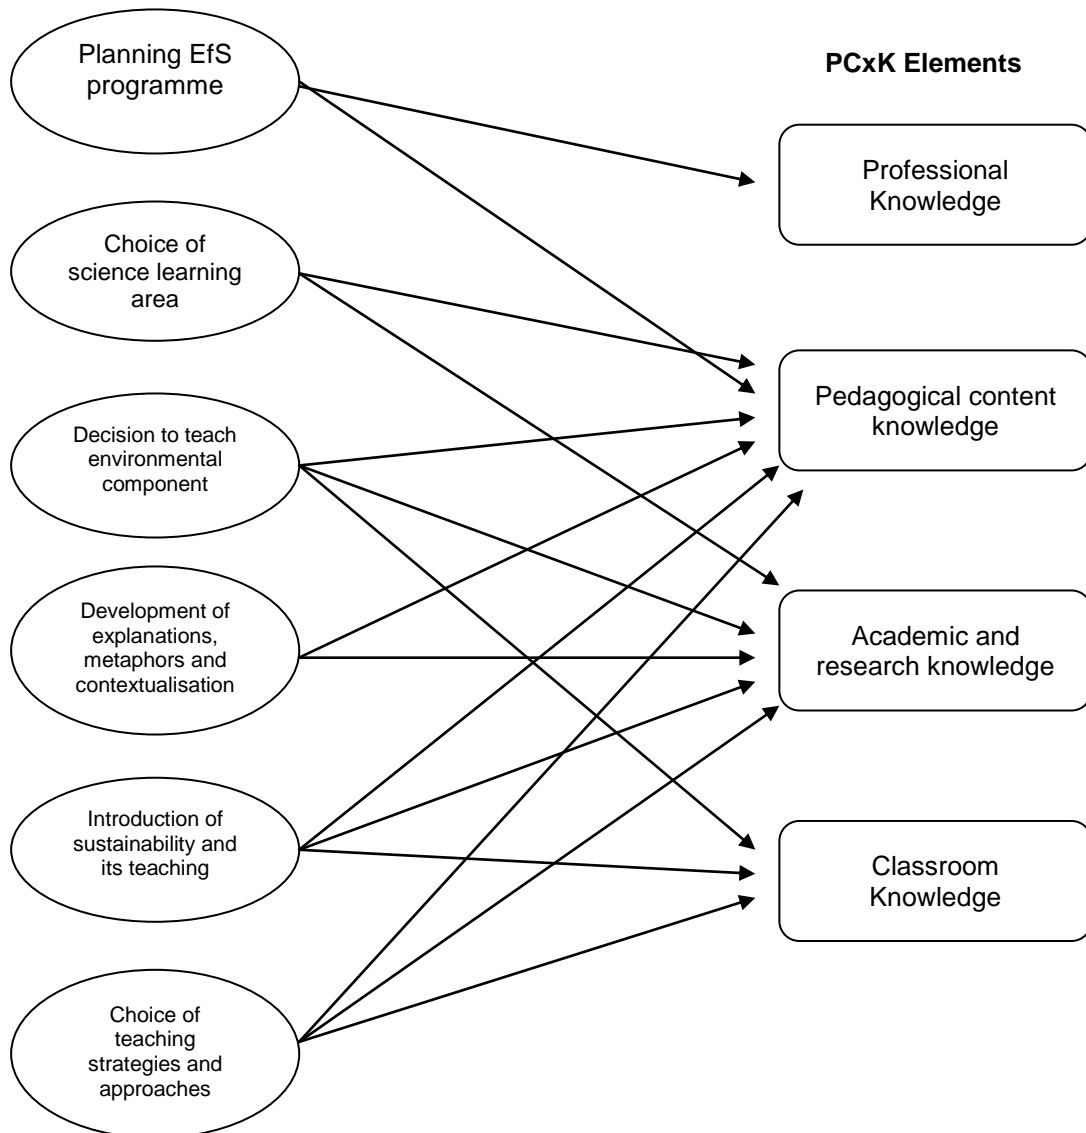 Planning EfS
programme
Choice of
science learning
area
Decision to teach
environmental
component
Development of
explanations,
metaphors and
contextualisation
Introduction of
sustainability and
its teaching
Choice of
teaching
strategies and
approaches
PCxK Elements
Professional
Knowledge
Pedagogical content
knowledge
Academic and
research knowledge
Classroom
Knowledge